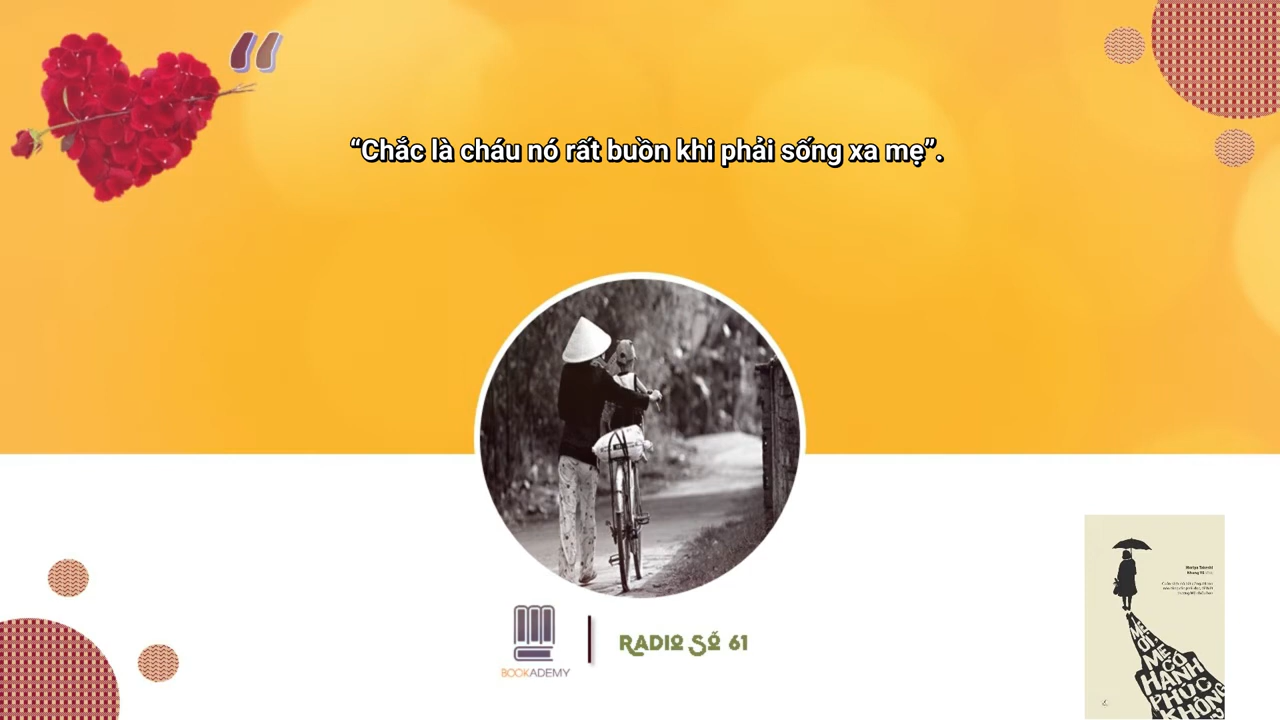 “Chắc là cháu nó rất buồn khi phải sống xa mẹ”.
BOOKADEMY
RADIO SỐ 61
MẸ
ƠI,
MẸ CÓ
HẠNH
PHÚC
KHÔNG